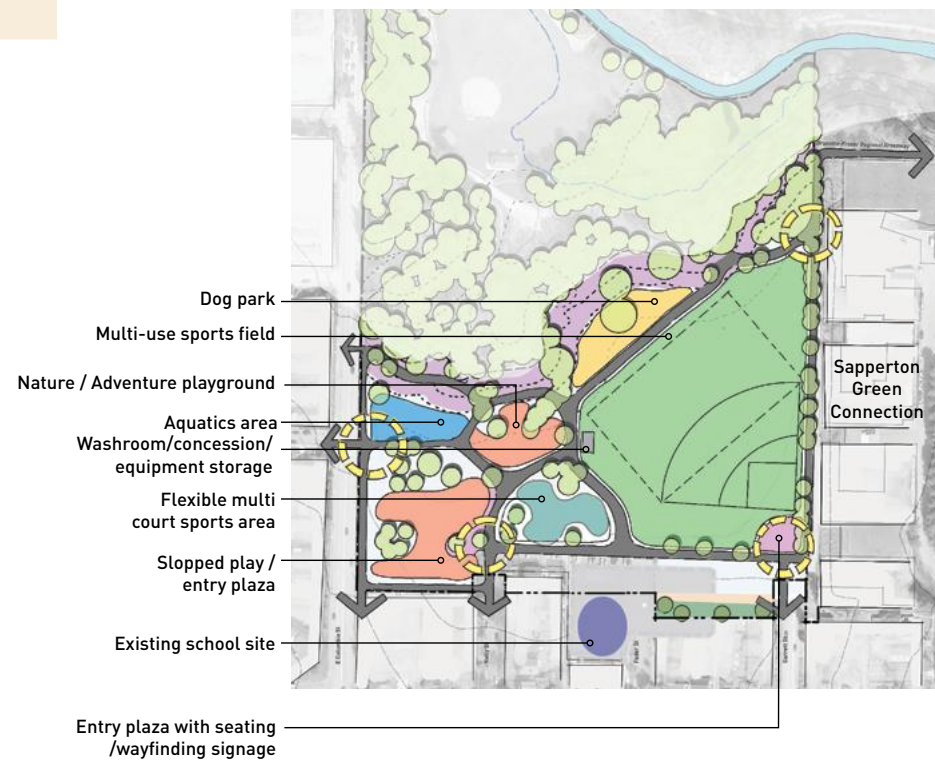 Dog park
Multi-use sports field
Nature / Adventure playground
Aquatics area
Washroom/concession/
equipment storage
Flexible multi
court sports area
Slopped play /
entry plaza
Existing school site
Entry plaza with seating
/wayfinding signage
Sapperton
Green
Connection